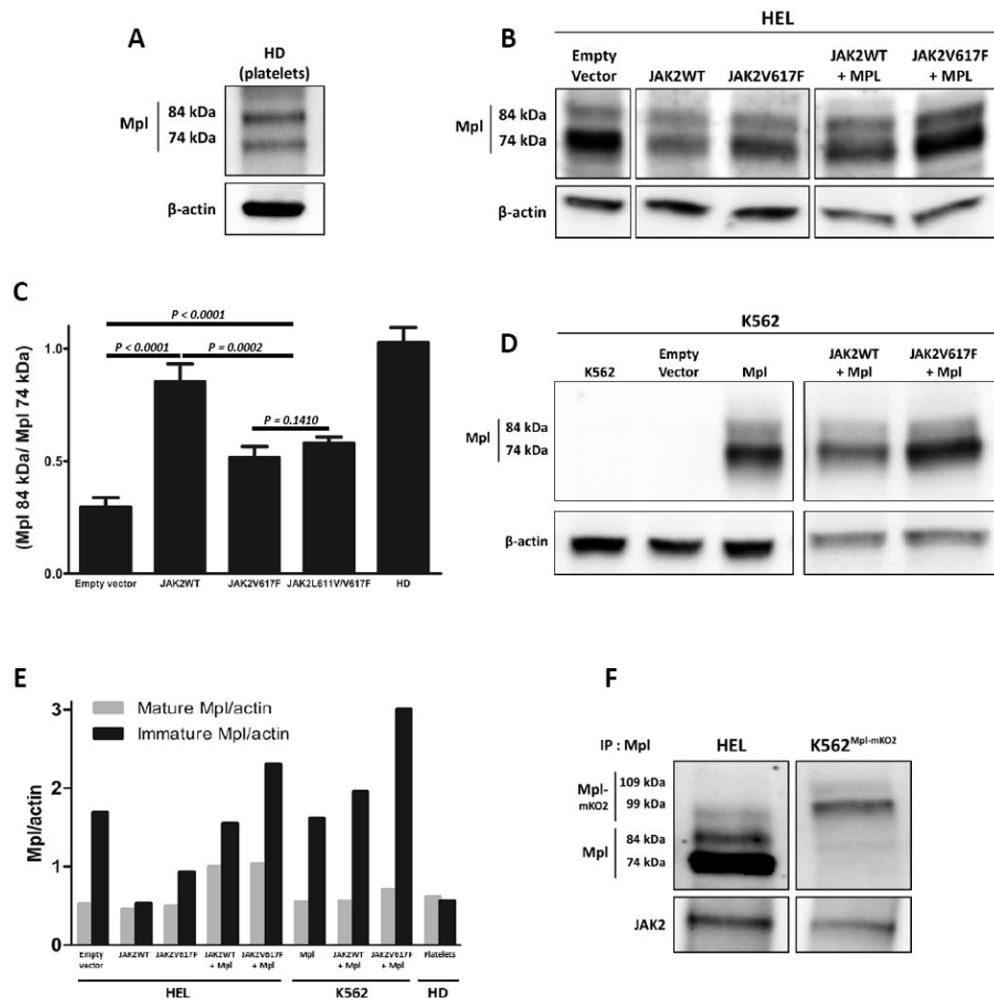 A
HD
(platelets)
Mpl
84 kDa
74 kDa
β-actin
B
HEL
Empty
Vector
JAK2WT
JAK2V617F
JAK2WT
+ MPL
JAK2V617F
+ MPL
Mpl
84 kDa
74 kDa
β-actin
C
P < 0.0001
P < 0.0001
P = 0.0002
P = 0.1410
(Mpl 84 kDa/ Mpl 74 kDa)
1.0
0.5
0.0
Empty vector
JAK2WT
JAK2V617F
JAK2L611V/V617F
HD
D
K562
K562
Empty
Vector
Mpl
JAK2WT
+ Mpl
JAK2V617F
+ Mpl
Mpl
84 kDa
74 kDa
β-actin
E
Mature Mpl/actin
Immature Mpl/actin
Mpl/actin
3
2
1
0
Empty
vector
JAK2WT
JAK2V617F
JAK2WT
+ Mpl
JAK2V617F
+ Mpl
Mpl
JAK2WT
+ Mpl
JAK2V617F
+ Mpl
Platelets
HEL
K562
HD
F
IP : Mpl
HEL
K562Mpl-mKO2
Mpl-
mKO2
109 kDa
99 kDa
Mpl
84 kDa
74 kDa
JAK2